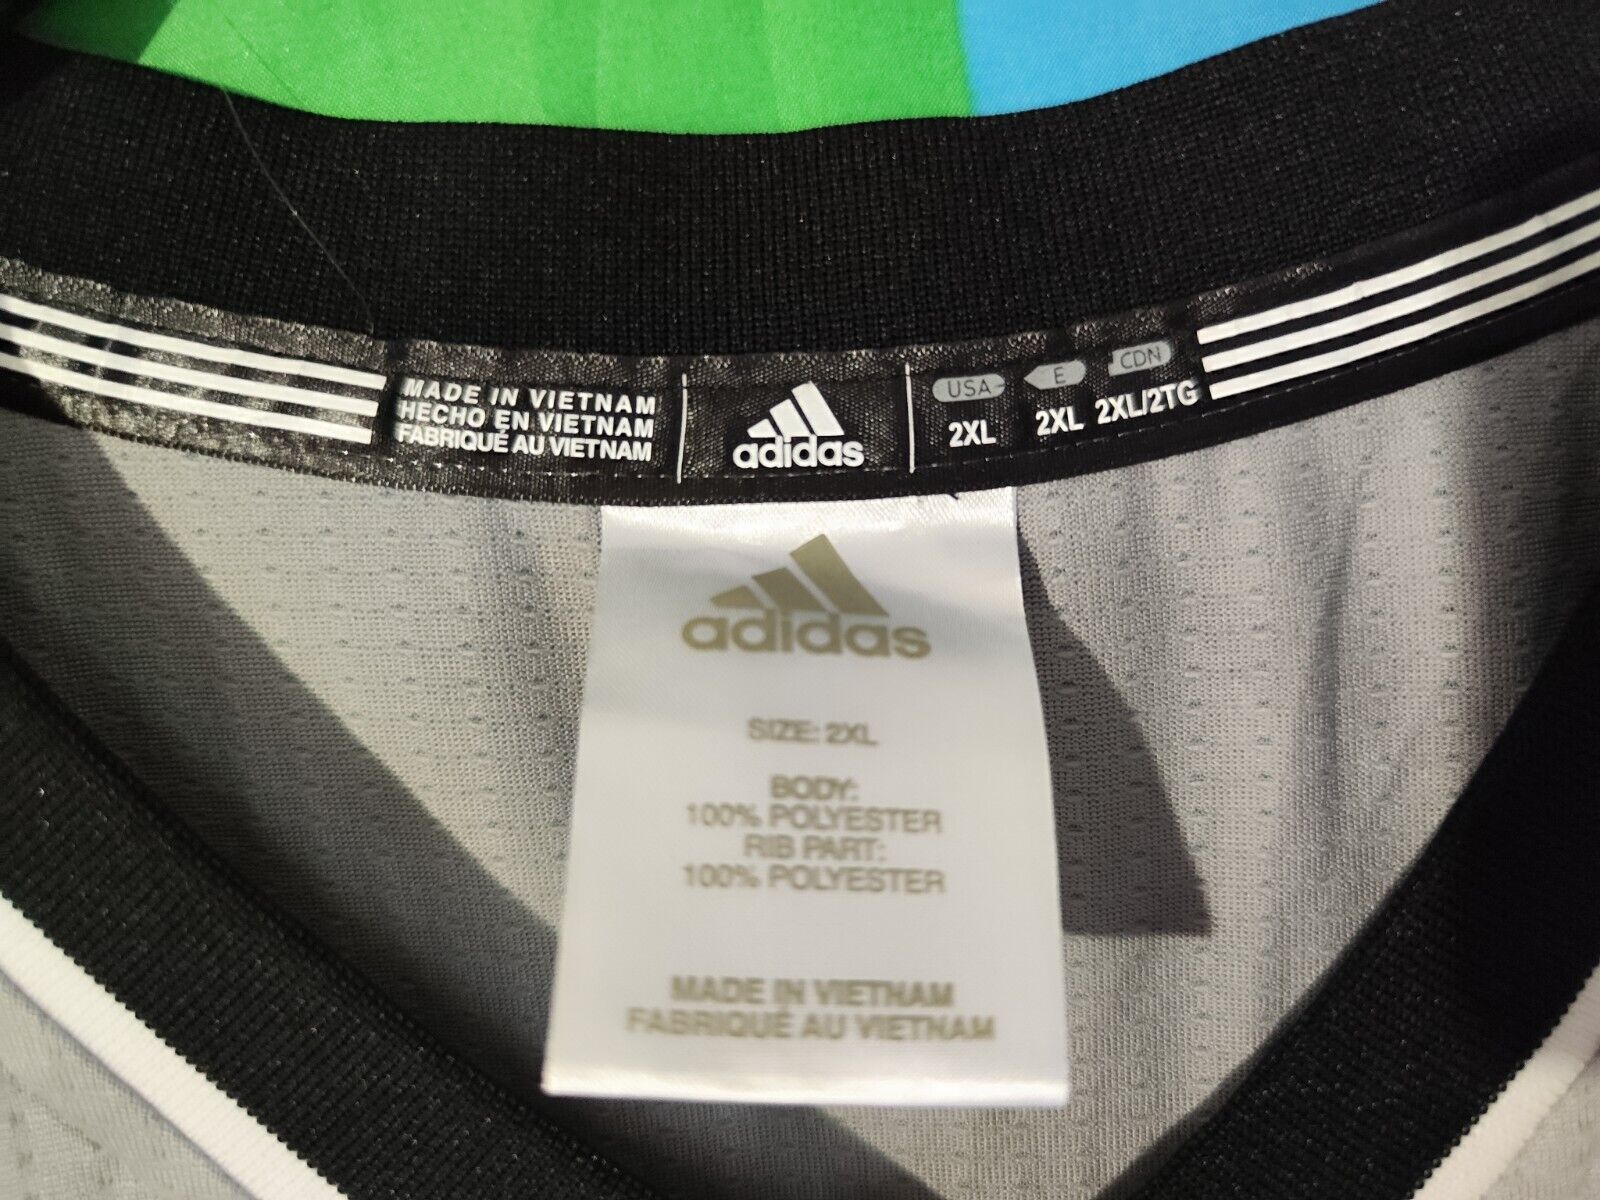 MADE IN VIETNAM
HECHO EN VIETNAM
FABRIQUÉ AU VIETNAM
adidas
USA E CDN
2XL 2XL 2XL/2TG
adidas
SIZE: 2XL
BODY:
100% POLYESTER
RIB PART:
100% POLYESTER
MADE IN VIETNAM
FABRIQUÉ AU VIETNAM